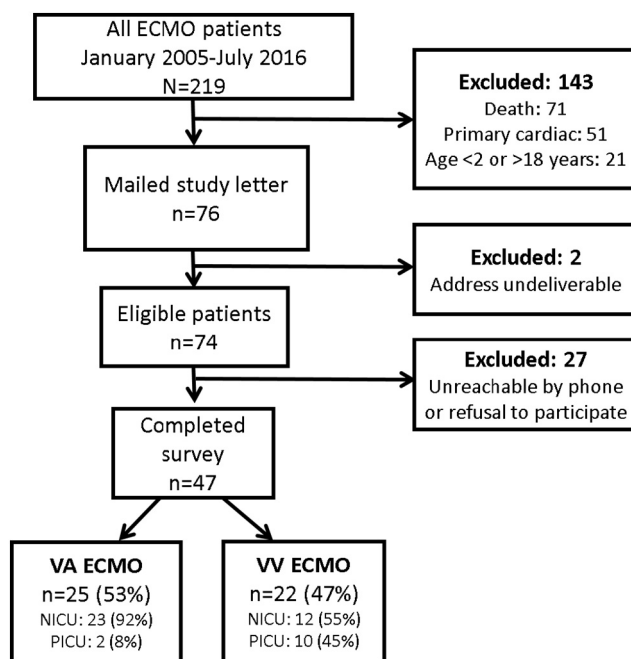 All ECMO patients
January 2005-July 2016
N=219
Excluded: 143
Death: 71
Primary cardiac: 51
Age <2 or >18 years: 21
Mailed study letter
n=76
Excluded: 2
Address undeliverable
Eligible patients
n=74
Excluded: 27
Unreachable by phone
or refusal to participate
Completed
survey
n=47
VA ECMO
n=25 (53%)
NICU: 23 (92%)
PICU: 2 (8%)
VV ECMO
n=22 (47%)
NICU: 12 (55%)
PICU: 10 (45%)